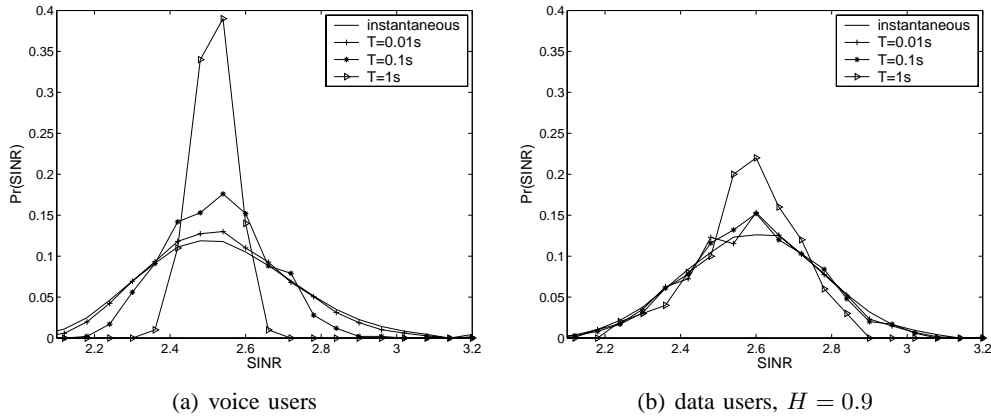 0.4
0.35
0.3
0.25
0.2
0.15
0.1
0.05
0
Pr(SINR)
2.2 2.4 2.6 2.8 3 3.2
SINR
instantaneous
T=0.01s
T=0.1s
T=1s
(a) voice users
0.4
0.35
0.3
0.25
0.2
0.15
0.1
0.05
0
Pr(SINR)
2.2 2.4 2.6 2.8 3 3.2
SINR
instantaneous
T=0.01s
T=0.1s
T=1s
(b) data users, H = 0.9